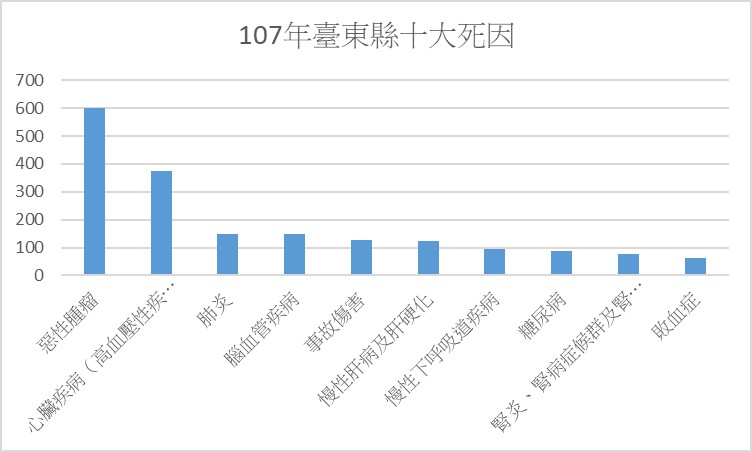 107年臺東縣十大死因
700
600
500
400
300
200
100
0
惡性腫瘤
心臟疾病（高血壓性疾…
肺炎
腦血管疾病
事故傷害
慢性肝病及肝硬化
慢性下呼吸道疾病
糖尿病
腎炎、腎病症候群及腎…
敗血症